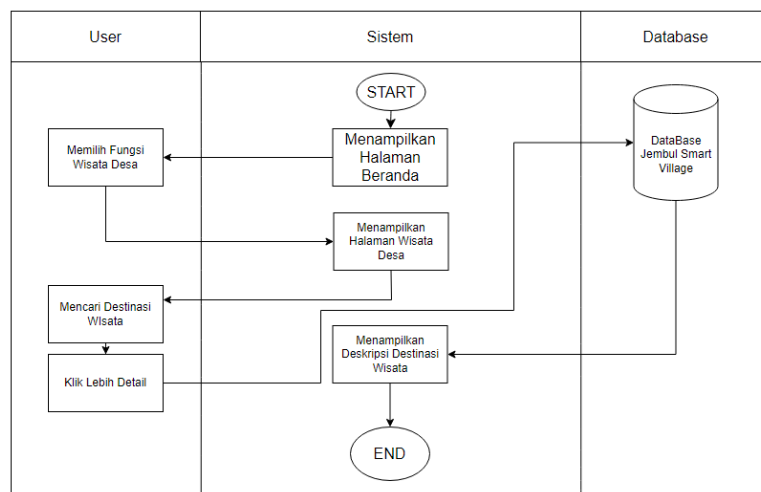 User
Sistem
Database
START
Menampilkan
Halaman
Beranda
Memilih Fungsi
Wisata Desa
DataBase
Jembul Smart
Village
Menampilkan
Halaman Wisata
Desa
Mencari Destinasi
WIsata
Klik Lebih Detail
Menampilkan
Deskripsi Destinasi
Wisata
END